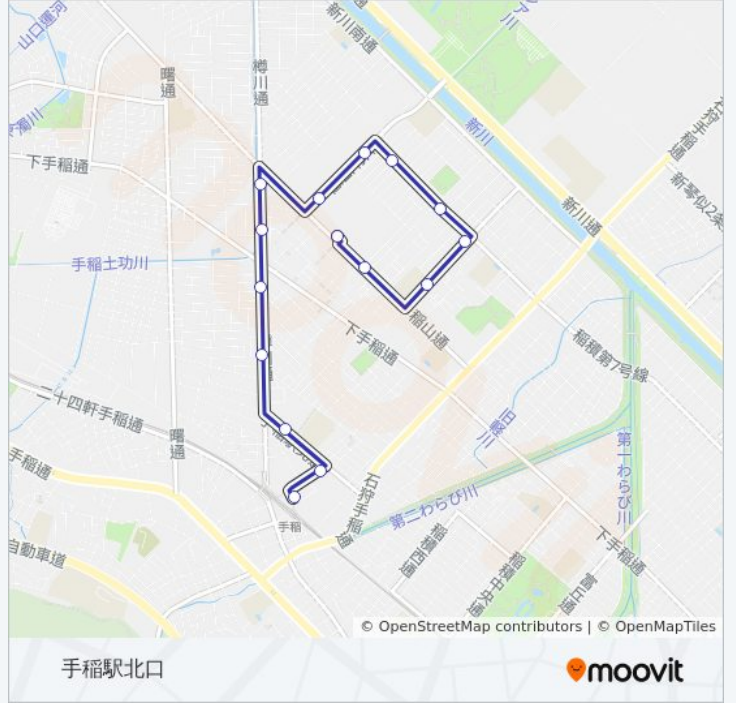 山口運河
新川南通
樽川通
曙通
新川
石狩手稲通
下手稲通
新川通
手稲土功川
稲山通
下手稲通
稲積第7号線
二十四軒手稲通
曙通
旧軽川
手稲通
石狩手稲通
第一わらび川
第二わらび川
手稲
稲積西通
下手稲通
自動車道
稲積中央通
富丘通
© OpenStreetMap contributors | © OpenMapTiles
手稲駅北口
moovit